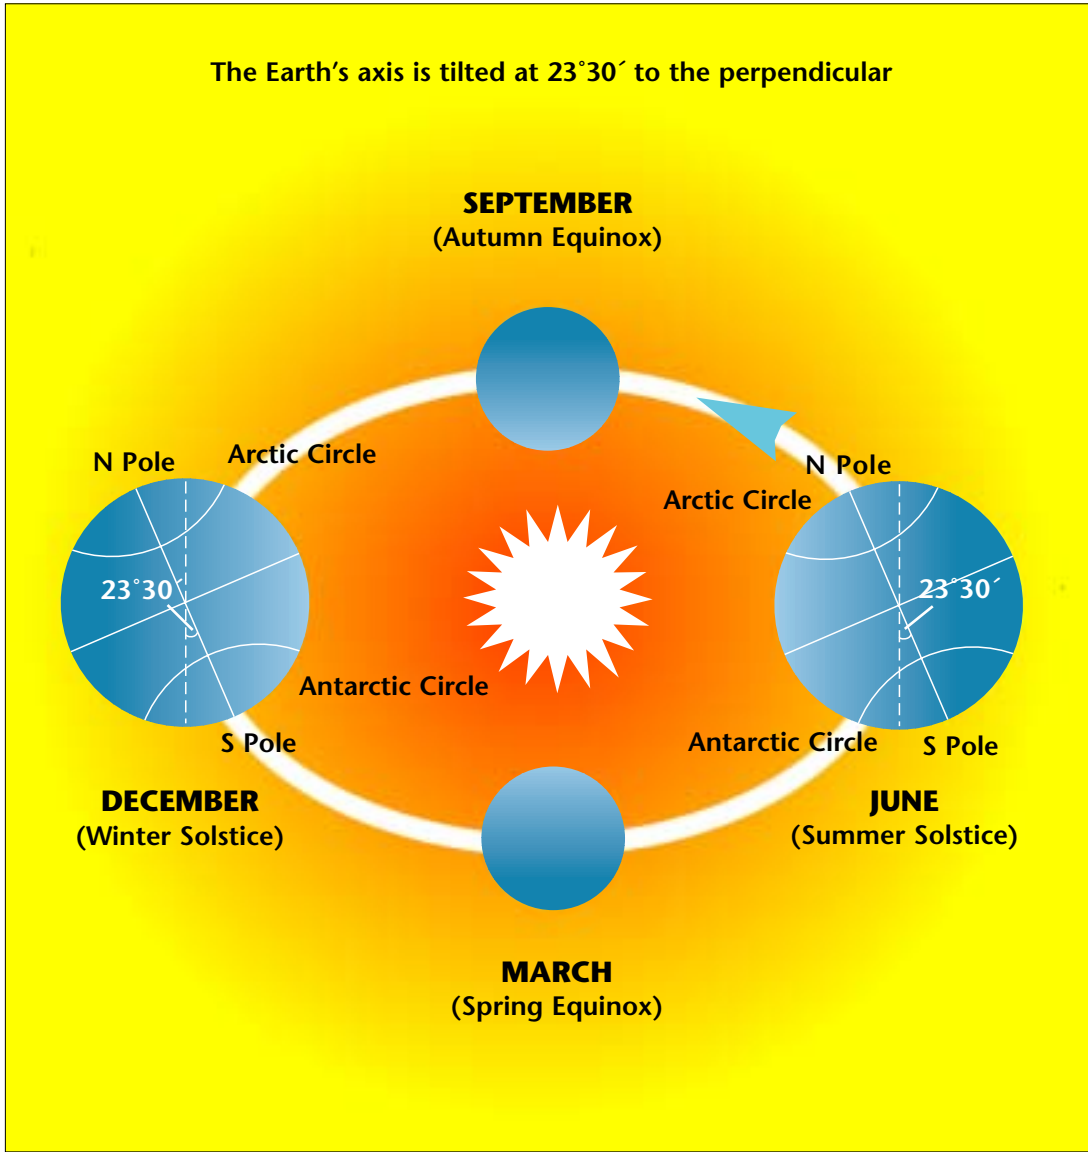 The Earth's axis is tilted at 23°30´ to the perpendicular
SEPTEMBER
(Autumn Equinox)
N Pole
Arctic Circle
N Pole
Arctic Circle
23°30´
23°30´
Antarctic Circle
S Pole
Antarctic Circle
S Pole
DECEMBER
(Winter Solstice)
JUNE
(Summer Solstice)
MARCH
(Spring Equinox)